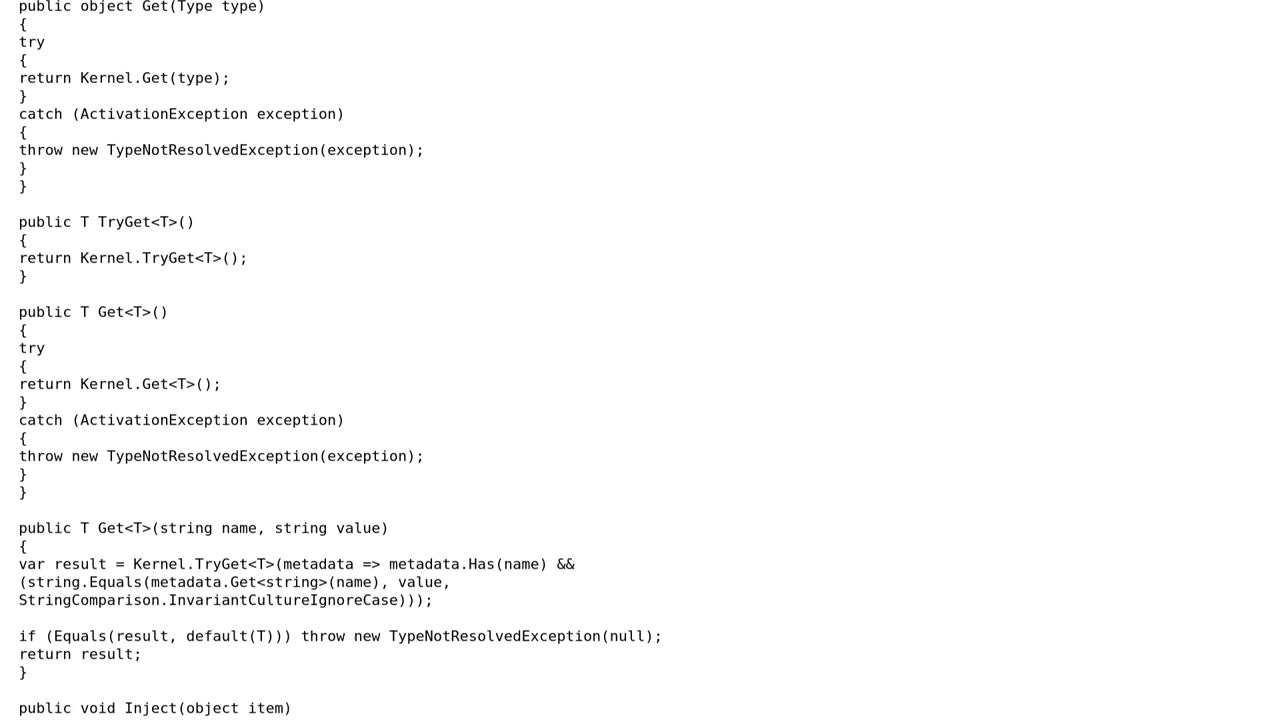 public object Get(Type type)
{
try
{
return Kernel.Get(type);
}
catch (ActivationException exception)
{
throw new TypeNotResolvedException(exception);
}
}

public T TryGet<T>()
{
return Kernel.TryGet<T>();
}

public T Get<T>()
{
try
{
return Kernel.Get<T>();
}
catch (ActivationException exception)
{
throw new TypeNotResolvedException(exception);
}
}

public T Get<T>(string name, string value)
{
var result = Kernel.TryGet<T>(metadata => metadata.Has(name) &&
(string.Equals(metadata.Get<string>(name), value,
StringComparison.InvariantCultureIgnoreCase)));

if (Equals(result, default(T))) throw new TypeNotResolvedException(null);
return result;
}

public void Inject(object item)